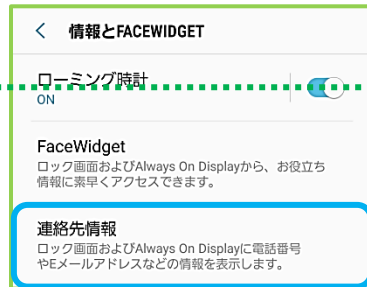 情報とFACEWIDGET
ローミング時計
ON
FaceWidget
ロック画面およびAlways On Displayから、お役立ち
情報に素早くアクセスできます。
連絡先情報
ロック画面およびAlways On Displayに電話番号
やEメールアドレスなどの情報を表示します。